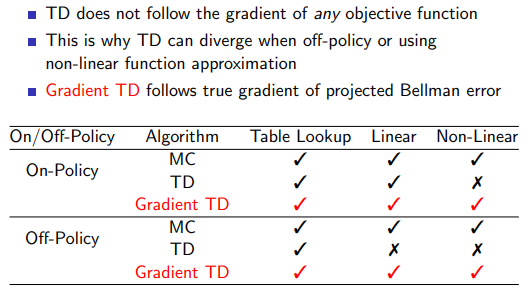 TD does not follow the gradient of any objective function
This is why TD can diverge when off-policy or using
non-linear function approximation
Gradient TD follows true gradient of projected Bellman error
On/Off-Policy Algorithm Table Lookup Linear Non-Linear
On-Policy
MC ✓ ✓ ✓
TD ✓ ✓ ✗
Gradient TD ✓ ✓ ✓
Off-Policy
MC ✓ ✓ ✓
TD ✓ ✗ ✗
Gradient TD ✓ ✓ ✓